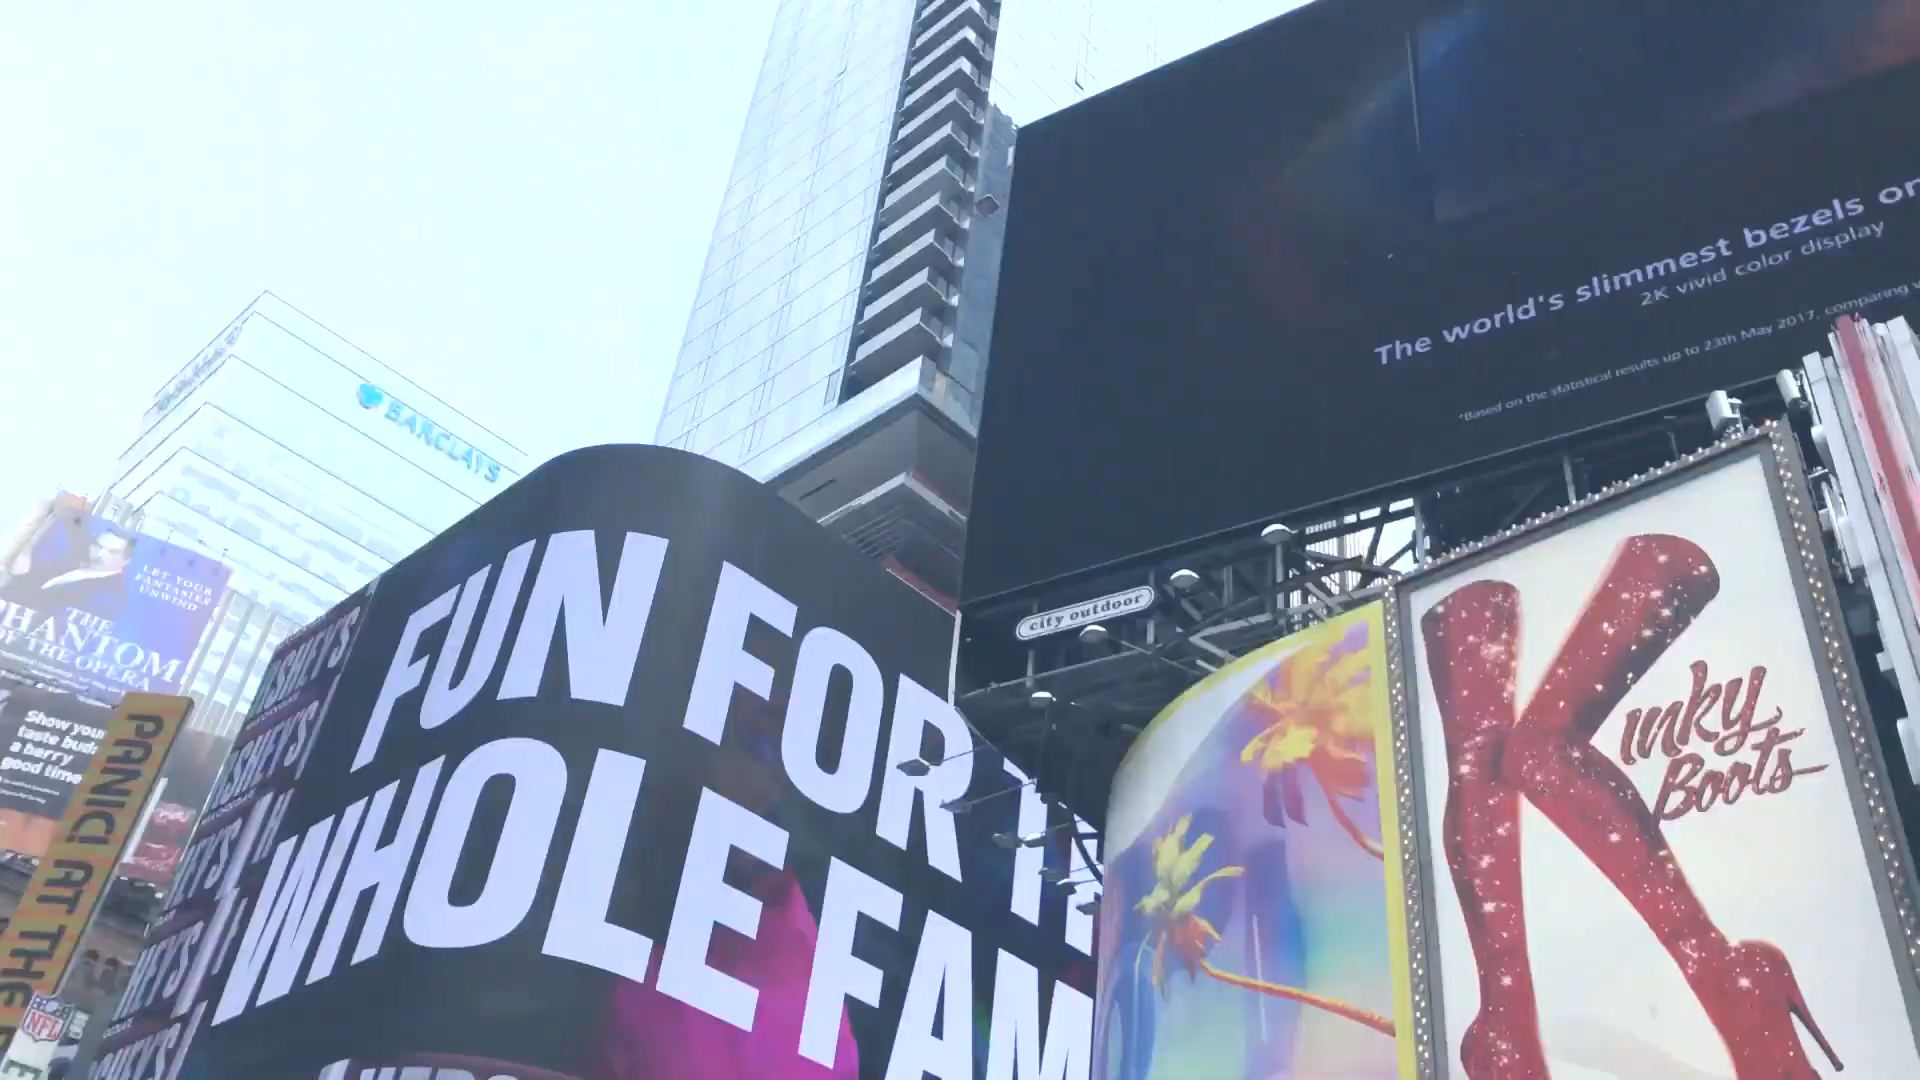 BARCLAYS
LET YOUR
FANTASIES
UNWIND
THE
PHANTOM
OF THE OPERA
Show your
taste buds
a berry
good time
PANIC! AT THE
NFL
HERSHEY'S
FUN FOR TH
WHOLE FAM
The world's slimmest bezels on
2K vivid color display
*Based on the statistical results up to 23th May 2017, comparing
city outdoor
Kinky
Boots